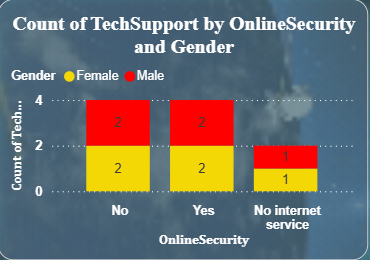 Count of TechSupport by OnlineSecurity
and Gender
Gender Female Male
Count of Tech...
4
2
0
2
2
2
2
1
1
No
Yes
No internet
service
OnlineSecurity